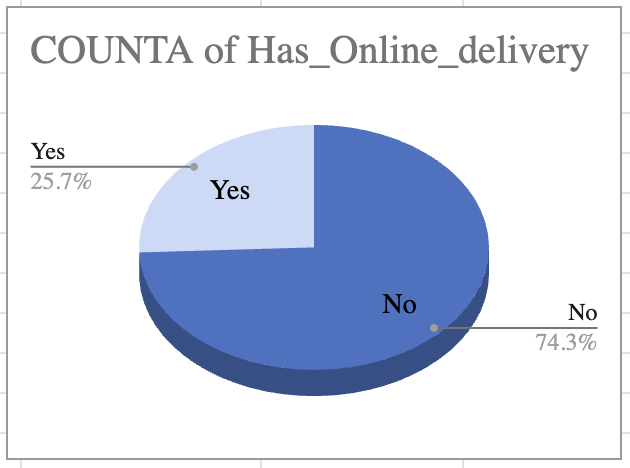 COUNTA of Has_Online_delivery
Yes
25.7%
Yes
No
No
74.3%